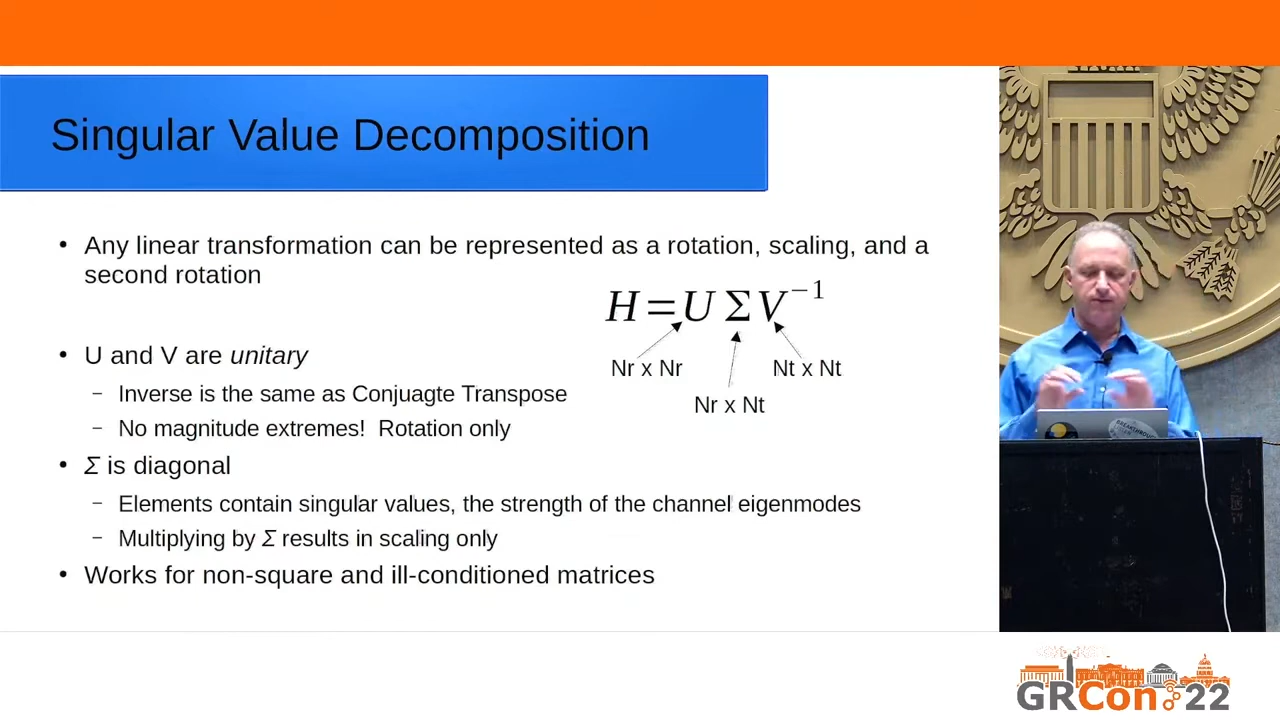 Singular Value Decomposition
• Any linear transformation can be represented as a rotation, scaling, and a
second rotation
H=U Σ V⁻¹
• U and V are unitary
Nr x Nr
Nt x Nt
– Inverse is the same as Conjuagte Transpose
Nr x Nt
– No magnitude extremes! Rotation only
• Σ is diagonal
– Elements contain singular values, the strength of the channel eigenmodes
– Multiplying by Σ results in scaling only
• Works for non-square and ill-conditioned matrices
BREAKTHROUGH
GRCon 22